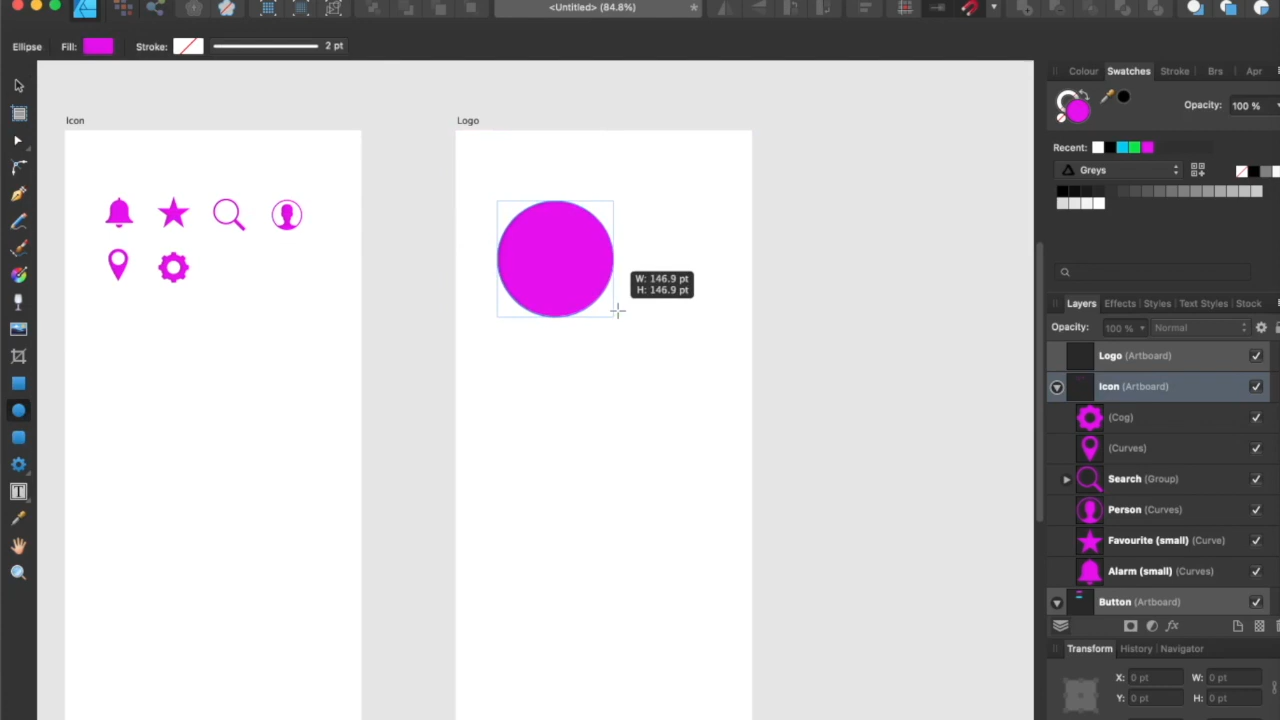 <Untitled> (84.8%)
*
Ellipse
Fill:
Stroke:
2 pt
Colour
Swatches
Stroke
Brs
Apr
Opacity:
100 %
Recent:
Greys
Icon
Logo
W: 146.9 pt
H: 146.9 pt
Layers
Effects
Styles
Text Styles
Stock
Opacity:
100 %
Normal
Logo (Artboard)
Icon (Artboard)
(Cog)
(Curves)
Search (Group)
Person (Curves)
Favourite (small) (Curve)
Alarm (small) (Curves)
Button (Artboard)
fx
Transform
History
Navigator
X: 0 pt
W: 0 pt
Y: 0 pt
H: 0 pt